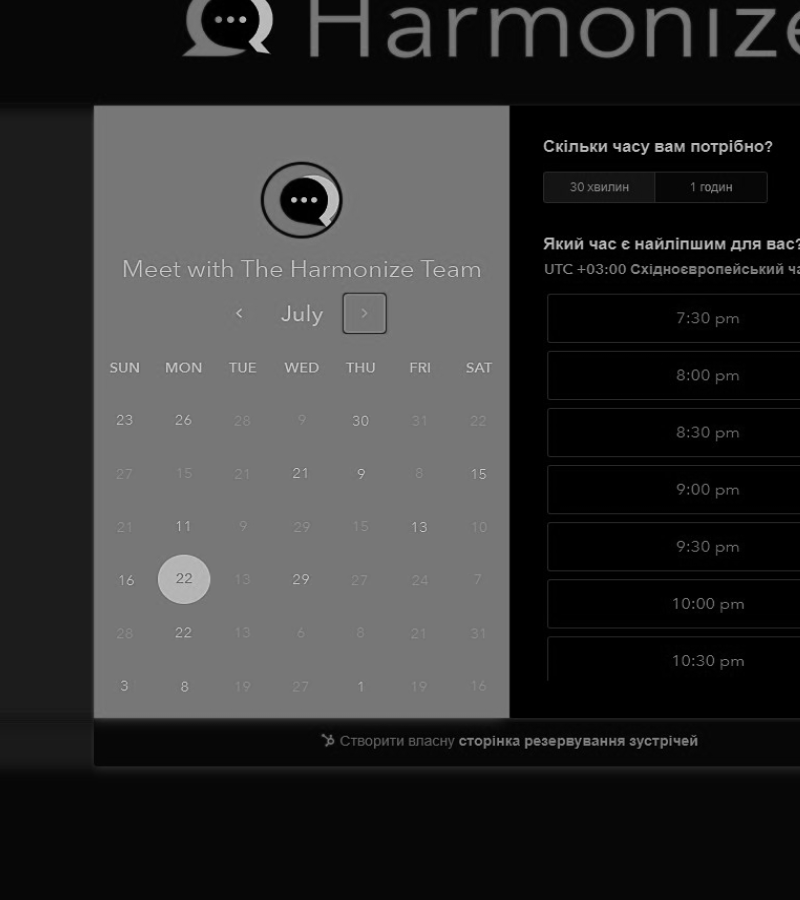 Harmonize
Meet with The Harmonize Team
July
SUN MON TUE WED THU FRI SAT
23 26 28 9 30 31 22
27 15 21 21 9 8 15
21 11 9 29 15 13 10
16 22 13 29 27 24 7
28 22 13 6 8 21 31
3 8 19 27 1 19 16
Скільки часу вам потрібно?
30 хвилин 1 годин
Який час є найліпшим для вас?
UTC +03:00 Східноєвропейський ча
7:30 pm
8:00 pm
8:30 pm
9:00 pm
9:30 pm
10:00 pm
10:30 pm
Створити власну сторінка резервування зустрічей